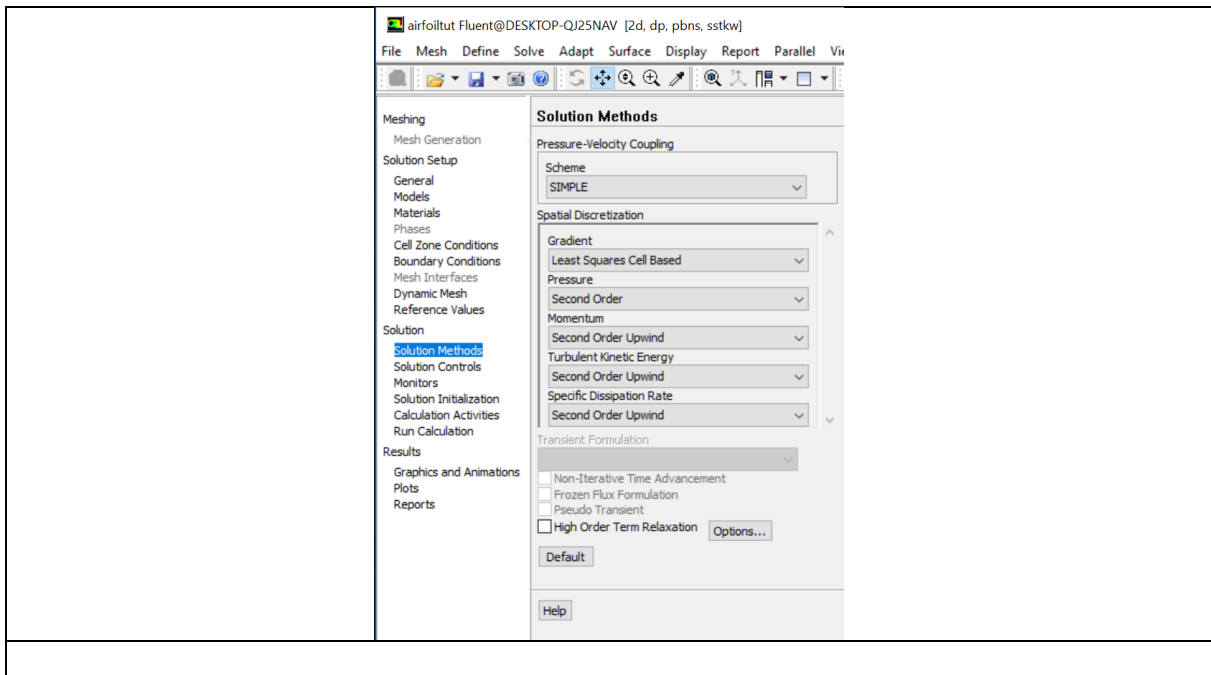 airfoiltut Fluent@DESKTOP-QJ25NAV [2d, dp, pbns, sstkw]
File Mesh Define Solve Adapt Surface Display Report Parallel Vi
Meshing
Mesh Generation
Solution Setup
General
Models
Materials
Phases
Cell Zone Conditions
Boundary Conditions
Mesh Interfaces
Dynamic Mesh
Reference Values
Solution
Solution Methods
Solution Controls
Monitors
Solution Initialization
Calculation Activities
Run Calculation
Results
Graphics and Animations
Plots
Reports
Solution Methods
Pressure-Velocity Coupling
Scheme
SIMPLE
Spatial Discretization
Gradient
Least Squares Cell Based
Pressure
Second Order
Momentum
Second Order Upwind
Turbulent Kinetic Energy
Second Order Upwind
Specific Dissipation Rate
Second Order Upwind
Transient Formulation
Non-Iterative Time Advancement
Frozen Flux Formulation
Pseudo Transient
High Order Term Relaxation Options...
Default
Help